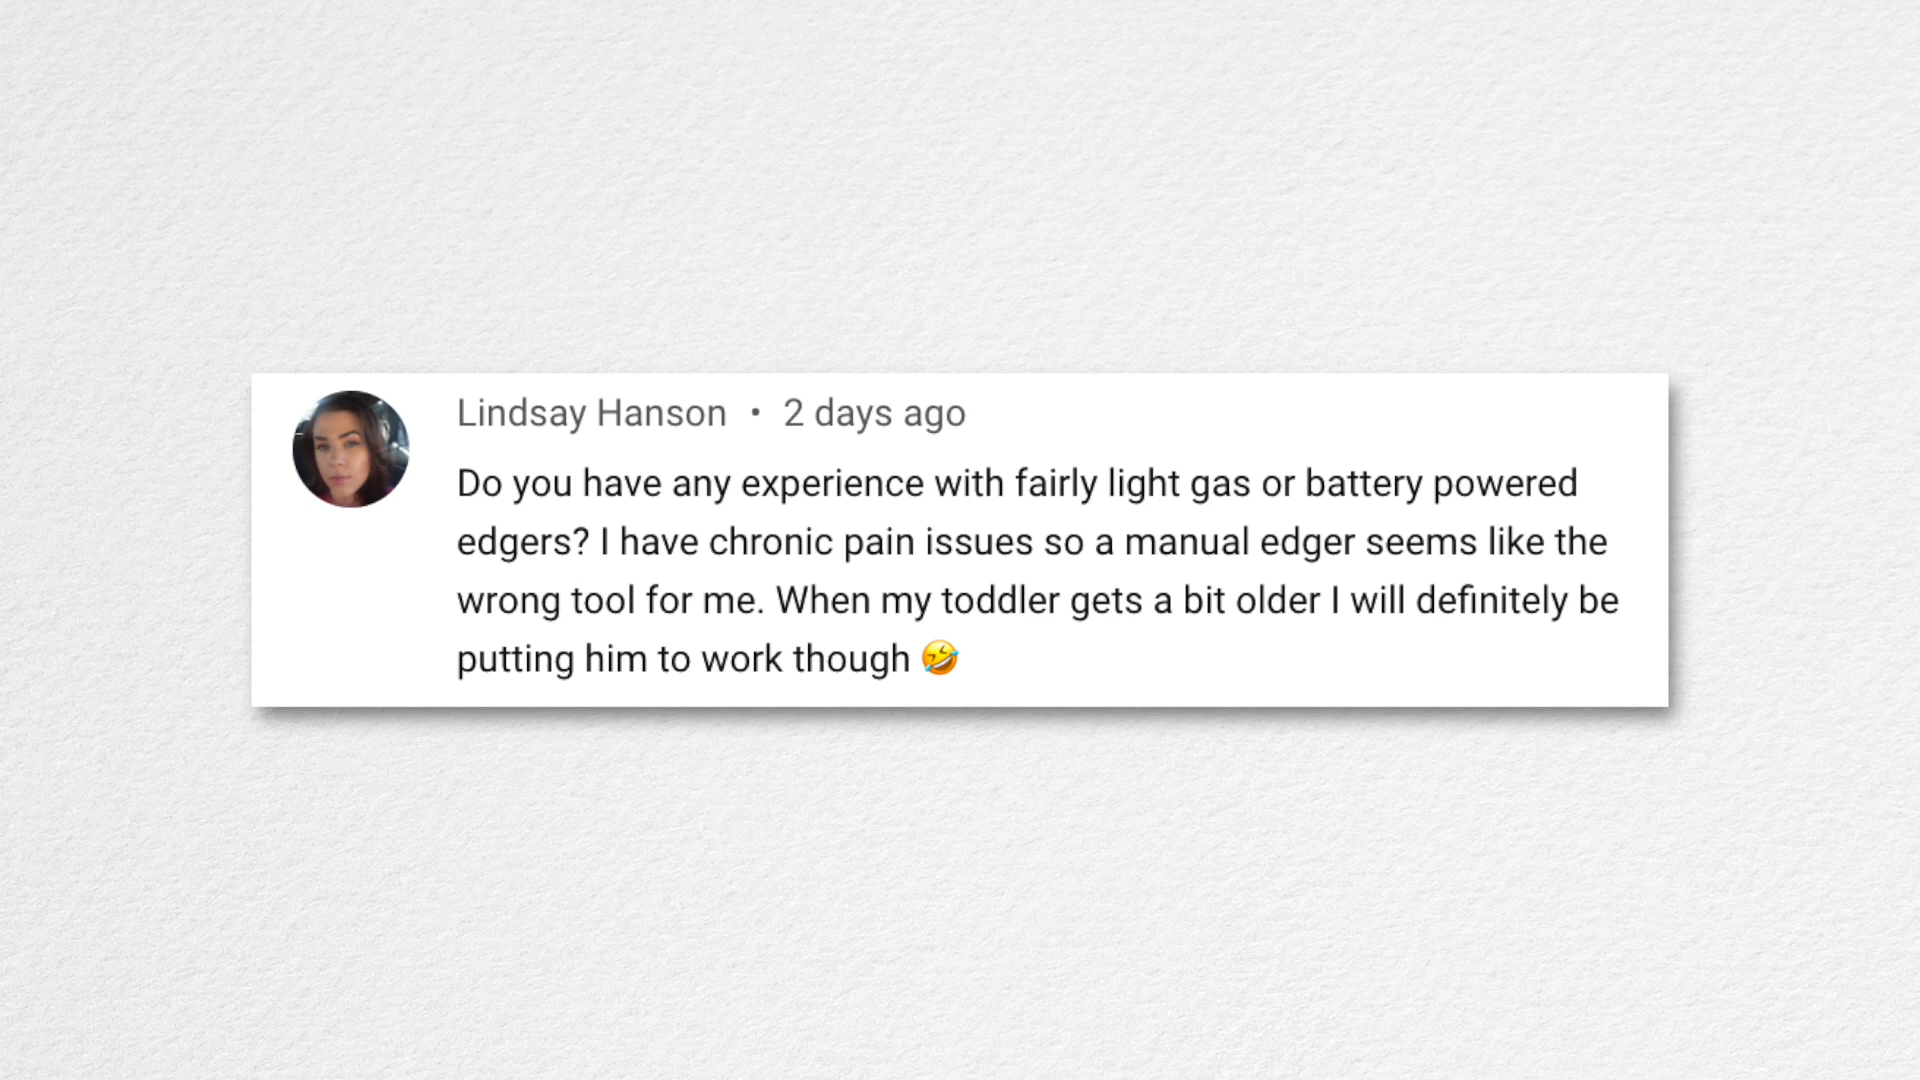 Lindsay Hanson • 2 days ago
Do you have any experience with fairly light gas or battery powered
edgers? I have chronic pain issues so a manual edger seems like the
wrong tool for me. When my toddler gets a bit older I will definitely be
putting him to work though 🤣